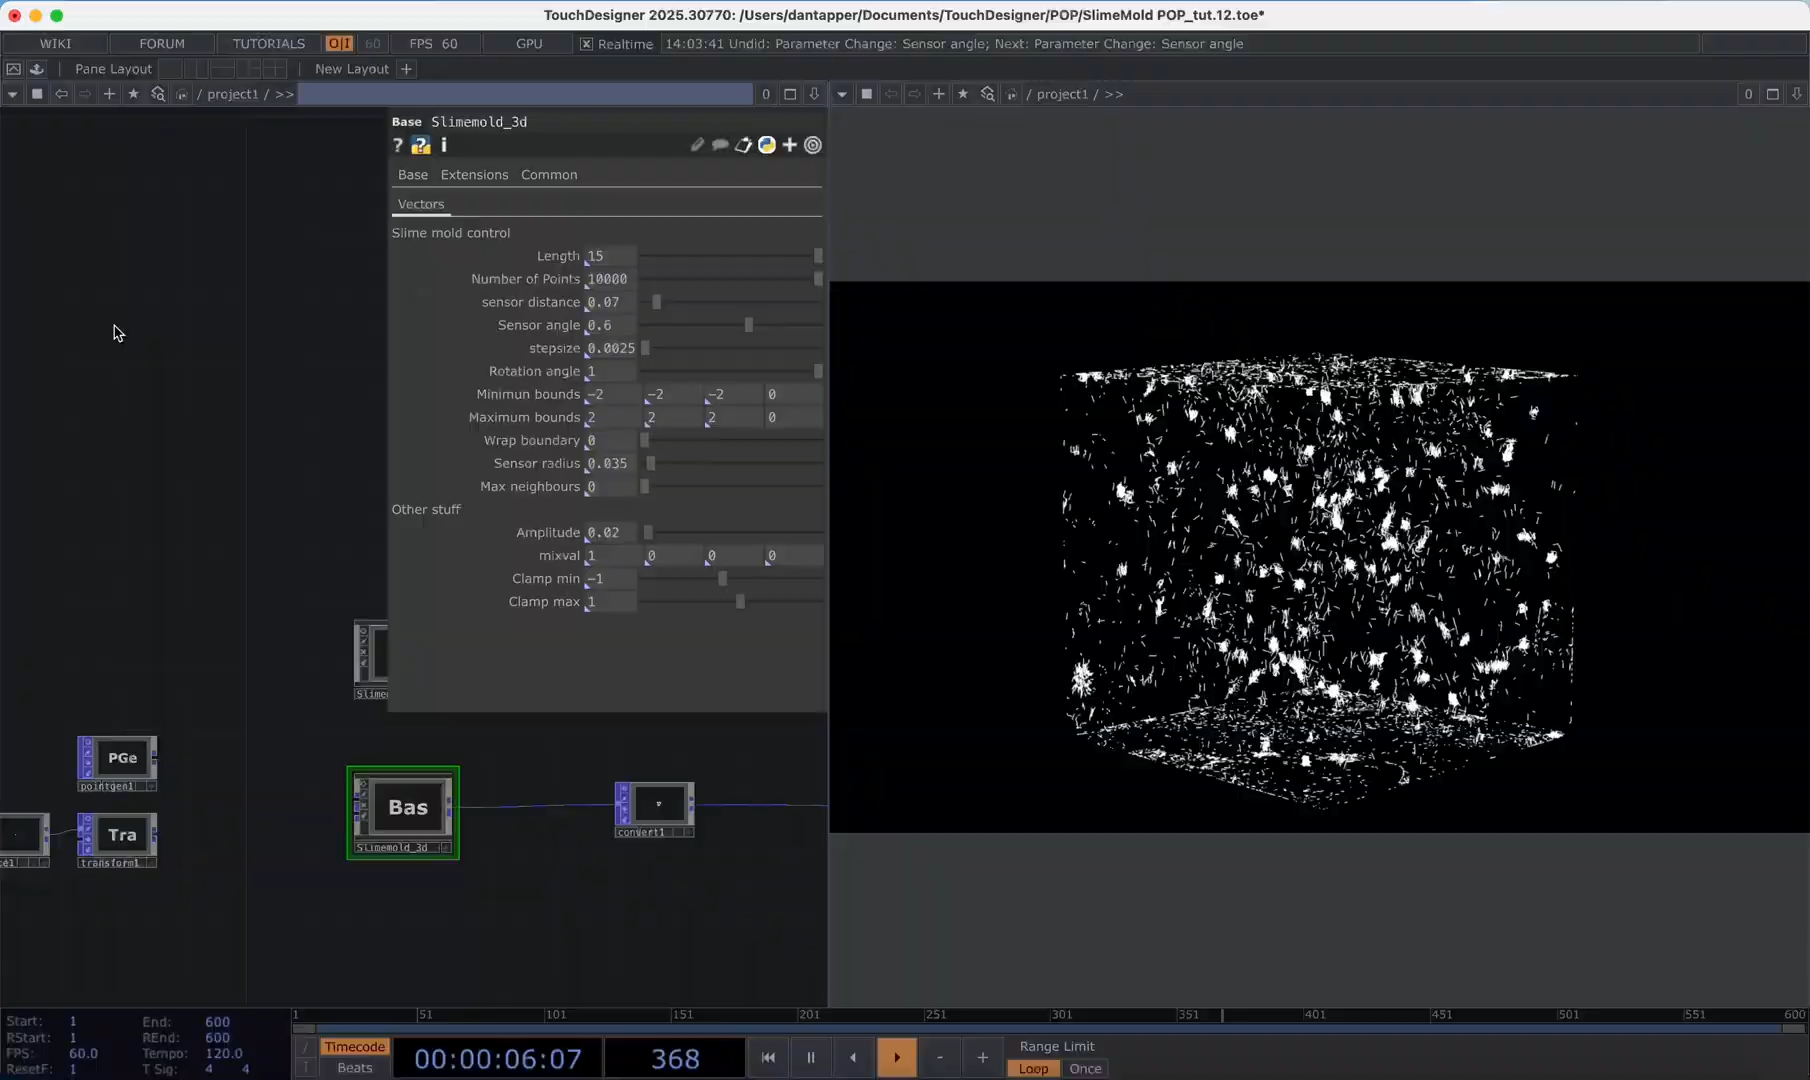 TouchDesigner 2025.30770: /Users/dantapper/Documents/TouchDesigner/POP/SlimeMold POP_tut.12.toe*
WIKI FORUM TUTORIALS O|I 60 FPS 60 GPU Realtime 14:03:41 Undid: Parameter Change: Sensor angle; Next: Parameter Change: Sensor angle
Pane Layout New Layout +
/ project1 / >> 0
/ project1 / >> 0
Base Slimemold_3d
? ? i
Base Extensions Common
Vectors
Slime mold control
Length 15
Number of Points 10000
sensor distance 0.07
Sensor angle 0.6
stepsize 0.0025
Rotation angle 1
Minimun bounds -2 -2 -2 0
Maximum bounds 2 2 2 0
Wrap boundary 0
Sensor radius 0.035
Max neighbours 0
Other stuff
Amplitude 0.02
mixval 1 0 0 0
Clamp min -1
Clamp max 1
Slime
PGe
pointgen1
Bas
Slimemold_3d
convert1
Tra
transform1
ce1
1 51 101 151 201 251 301 351 401 451 501 551 600
Start: 1 End: 600
RStart: 1 REnd: 600
FPS: 60.0 Tempo: 120.0
ResetF: 1 T Sig: 4 4
Timecode
Beats
00:00:06:07
368
- +
Range Limit
Loop Once